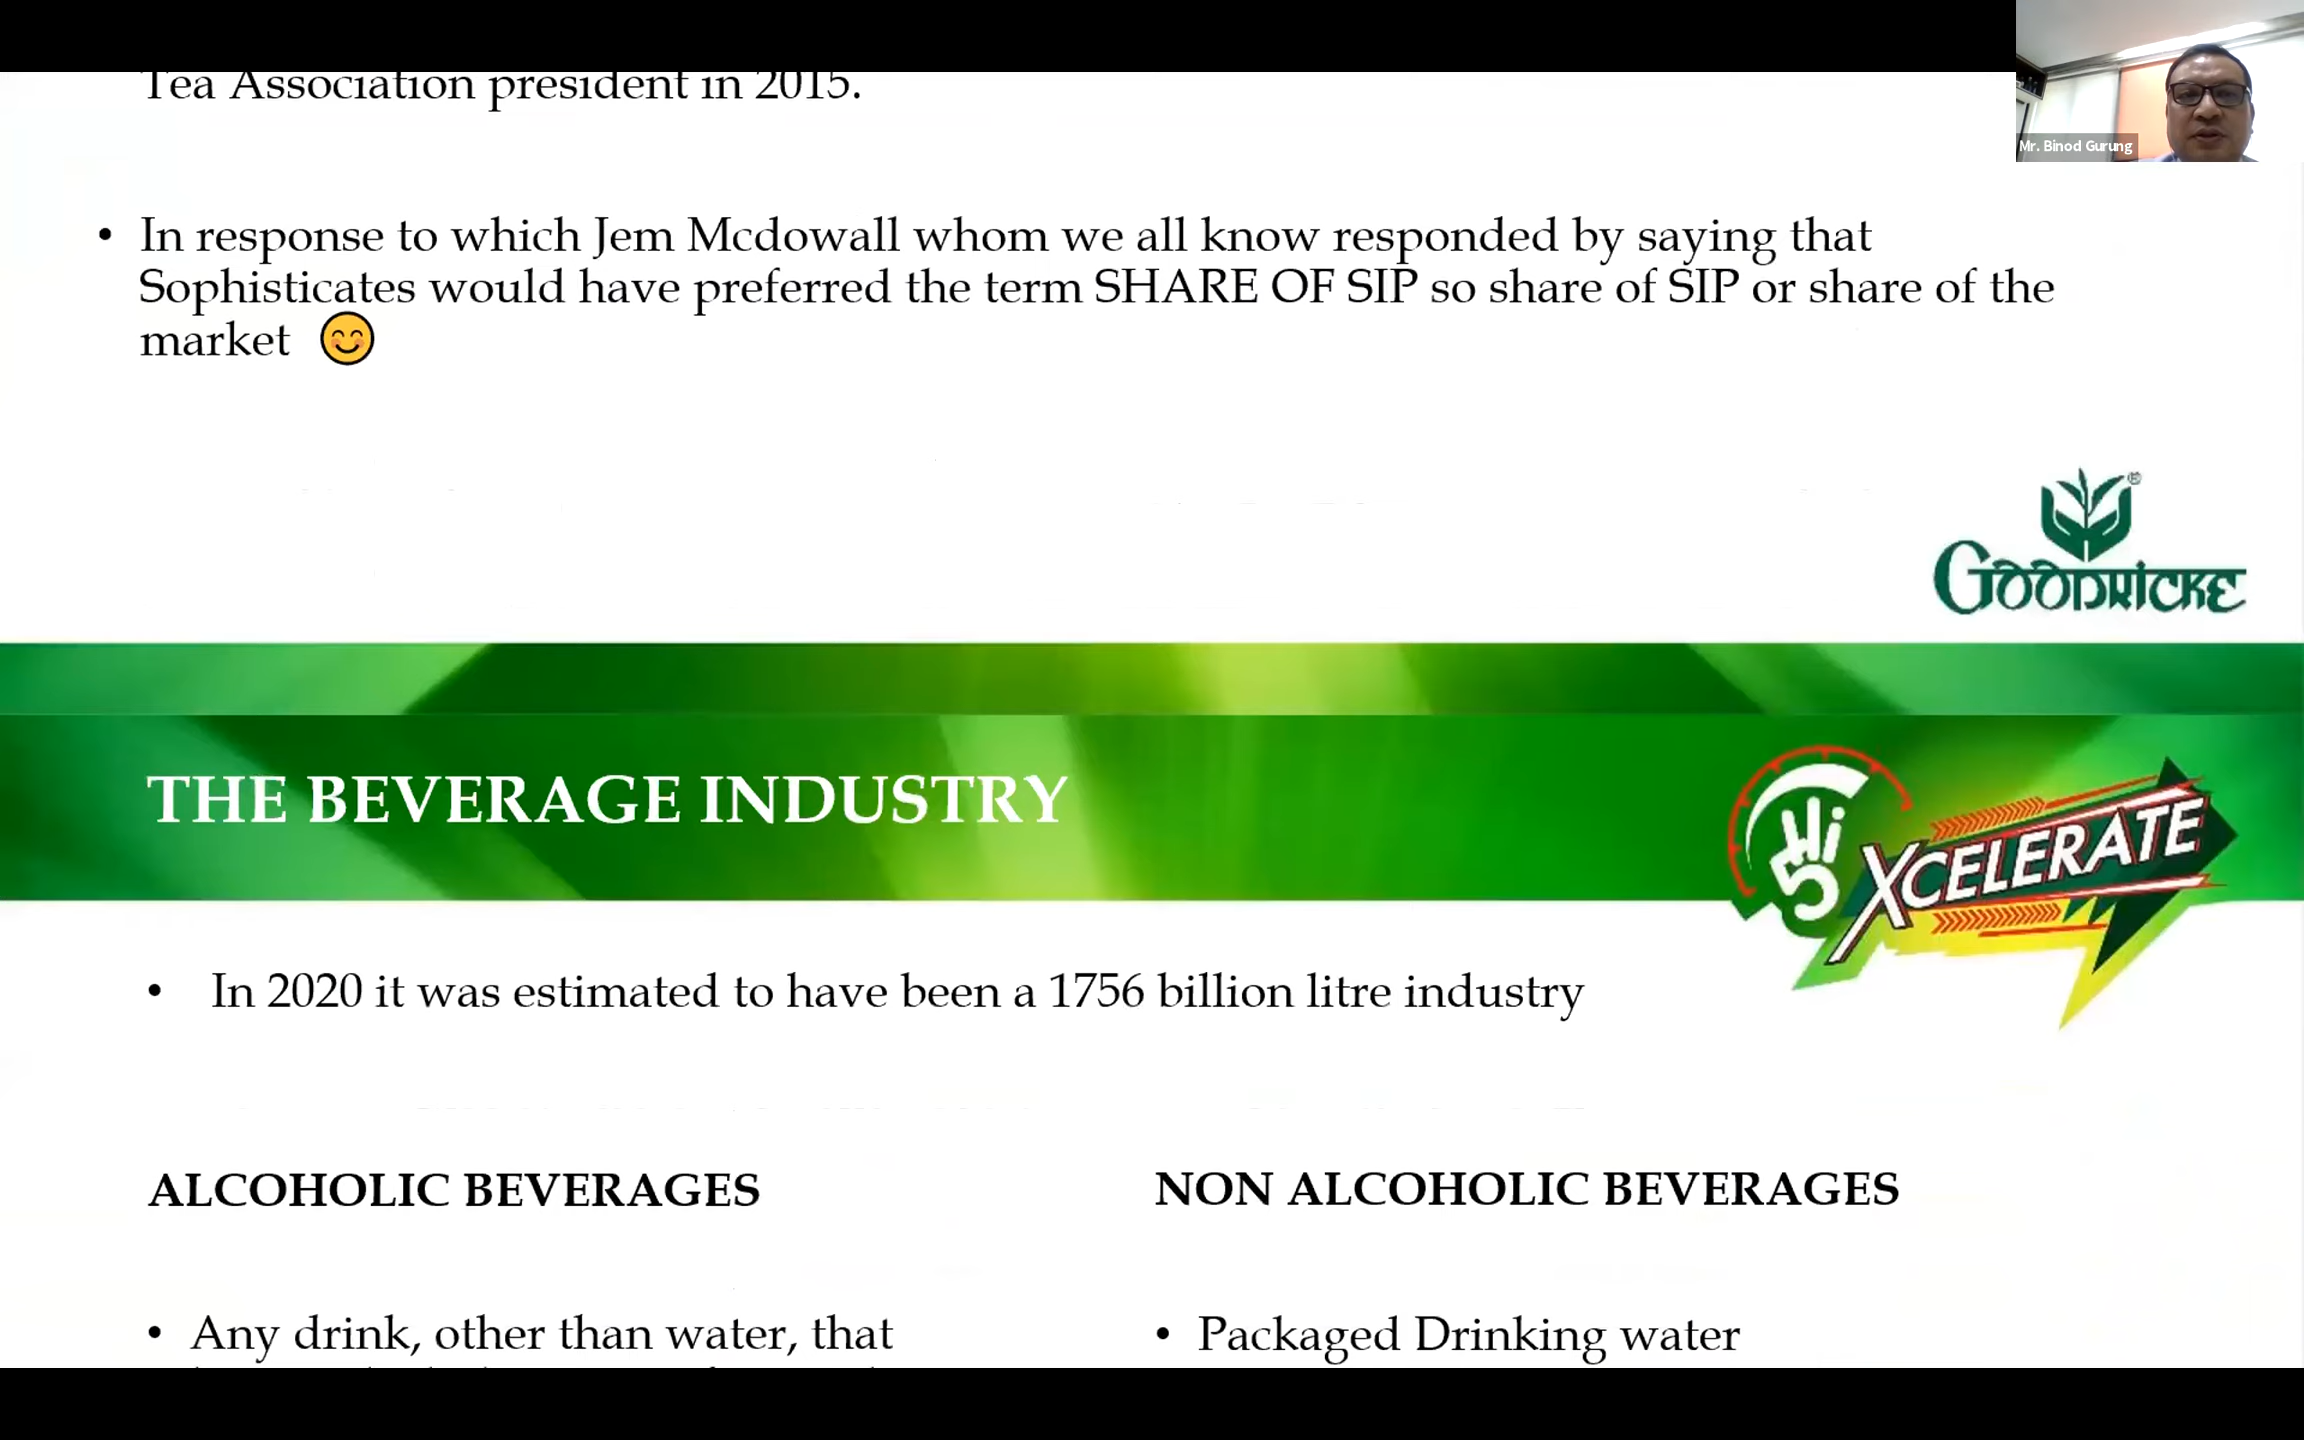 Tea Association president in 2015.
Mr. Binod Gurung
• In response to which Jem Mcdowall whom we all know responded by saying that
Sophisticates would have preferred the term SHARE OF SIP so share of SIP or share of the
market 😊
®
GOODRICKE
THE BEVERAGE INDUSTRY
Hi
5
XCELERATE
• In 2020 it was estimated to have been a 1756 billion litre industry
ALCOHOLIC BEVERAGES
NON ALCOHOLIC BEVERAGES
• Any drink, other than water, that
• Packaged Drinking water